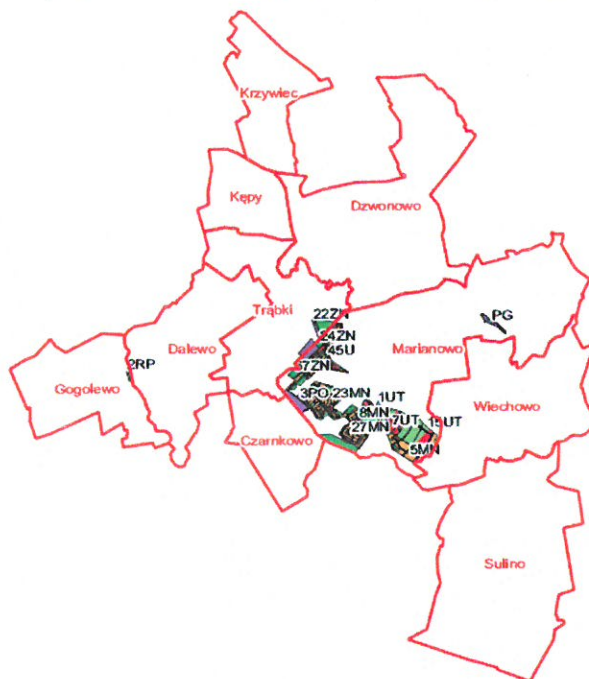 Krzywiec
Kępy
Dzwonowo
Trąbki
22ZN
PG
24ZN
45U
Marianowo
Dalewo
7ZN
2RP
Gogolewo
3PO
23MN
1UT
Wiechowo
8MN
7UT
15UT
Czarnkowo
27MN
5MN
Sulino